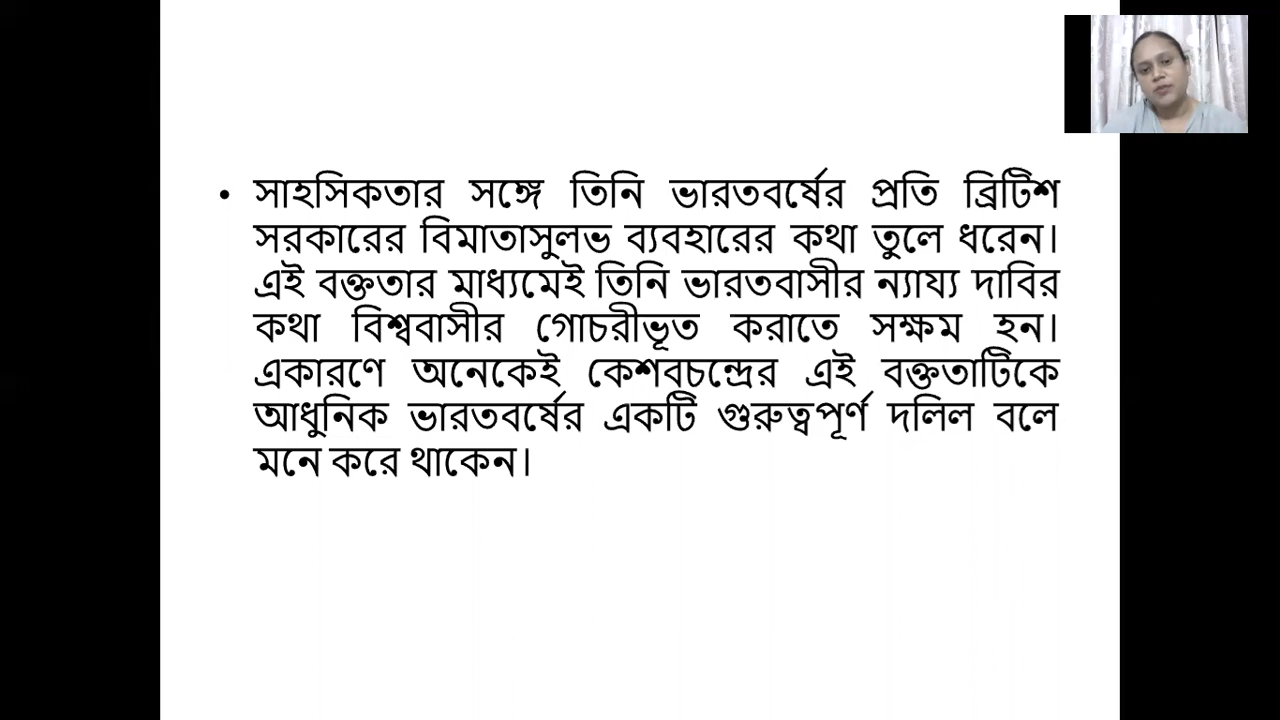 • সাহসিকতার সঙ্গে তিনি ভারতবর্ষের প্রতি ব্রিটিশ
সরকারের বিমাতাসুলভ ব্যবহারের কথা তুলে ধরেন।
এই বক্তৃতার মাধ্যমেই তিনি ভারতবাসীর ন্যায্য দাবির
কথা বিশ্ববাসীর গোচরীভূত করাতে সক্ষম হন।
একারণে অনেকেই কেশবচন্দ্রের এই বক্তৃতাটিকে
আধুনিক ভারতবর্ষের একটি গুরুত্বপূর্ণ দলিল বলে
মনে করে থাকেন।